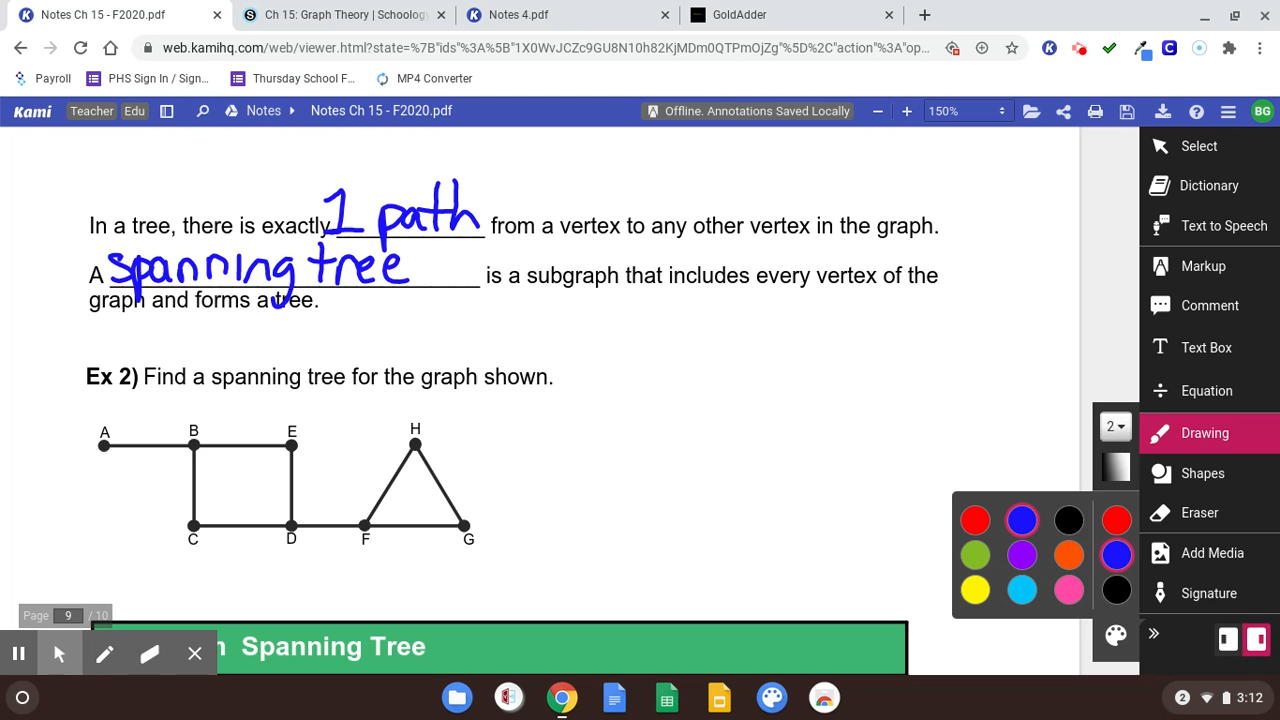 Notes Ch 15 - F2020.pdf
Ch 15: Graph Theory | Schoology
Notes 4.pdf
GoldAdder
web.kamihq.com/web/viewer.html?state=%7B"ids"%3A%5B"1X0WvJCZc9GU8N10h82KjMDm0QTPmOjZg"%5D%2C"action"%3A"op...
Payroll
PHS Sign In / Sign...
Thursday School F...
MP4 Converter
Kami
Teacher
Edu
Notes
Notes Ch 15 - F2020.pdf
Offline. Annotations Saved Locally
150%
BG
In a tree, there is exactly 1 path from a vertex to any other vertex in the graph.
A spanning tree is a subgraph that includes every vertex of the
graph and forms a tree.
Ex 2) Find a spanning tree for the graph shown.
A B E H
C D F G
Page 9 / 10
Spanning Tree
Select
Dictionary
Text to Speech
Markup
Comment
Text Box
Equation
2
Drawing
Shapes
Eraser
Add Media
Signature
2
3:12